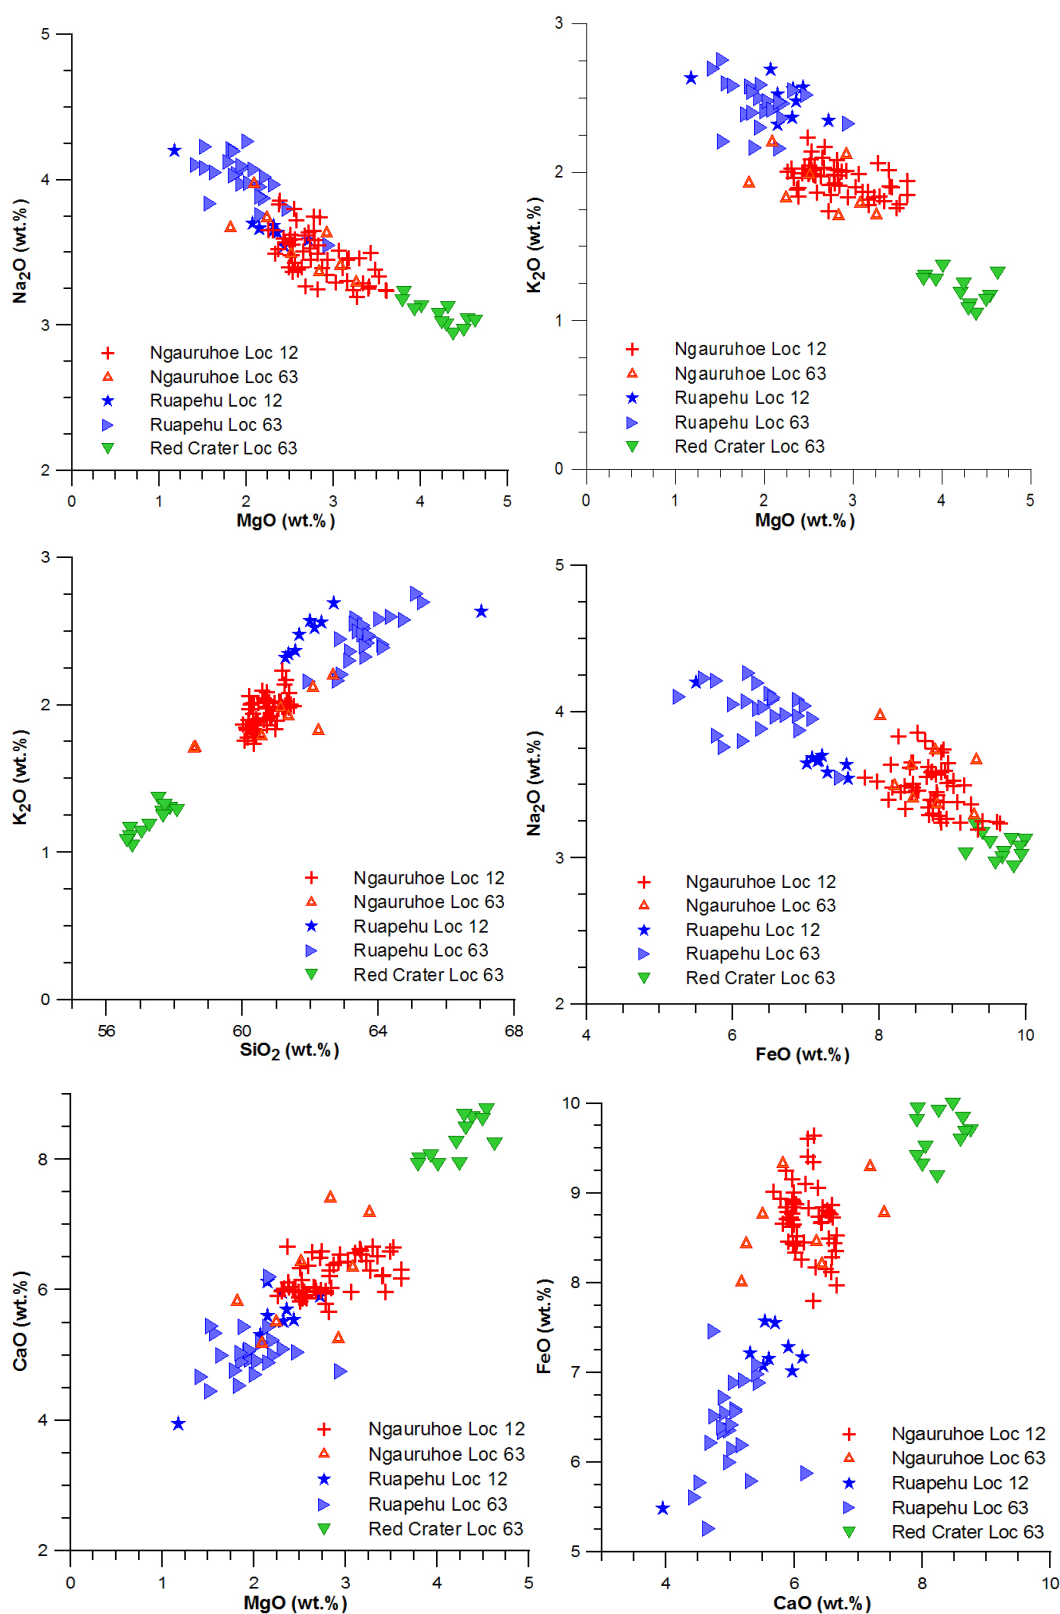 5
4
3
2
Na2O (wt.%)
Ngauruhoe Loc 12
Ngauruhoe Loc 63
Ruapehu Loc 12
Ruapehu Loc 63
Red Crater Loc 63
0 1 2 3 4 5
MgO (wt.%)
3
2
1
0
K2O (wt.%)
Ngauruhoe Loc 12
Ngauruhoe Loc 63
Ruapehu Loc 12
Ruapehu Loc 63
Red Crater Loc 63
0 1 2 3 4 5
MgO (wt.%)
3
2
1
0
K2O (wt.%)
Ngauruhoe Loc 12
Ngauruhoe Loc 63
Ruapehu Loc 12
Ruapehu Loc 63
Red Crater Loc 63
56 60 64 68
SiO2 (wt.%)
5
4
3
2
Na2O (wt.%)
Ngauruhoe Loc 12
Ngauruhoe Loc 63
Ruapehu Loc 12
Ruapehu Loc 63
Red Crater Loc 63
4 6 8 10
FeO (wt.%)
8
6
4
2
CaO (wt.%)
Ngauruhoe Loc 12
Ngauruhoe Loc 63
Ruapehu Loc 12
Ruapehu Loc 63
Red Crater Loc 63
0 1 2 3 4 5
MgO (wt.%)
10
9
8
7
6
5
FeO (wt.%)
Ngauruhoe Loc 12
Ngauruhoe Loc 63
Ruapehu Loc 12
Ruapehu Loc 63
Red Crater Loc 63
4 6 8 10
CaO (wt.%)